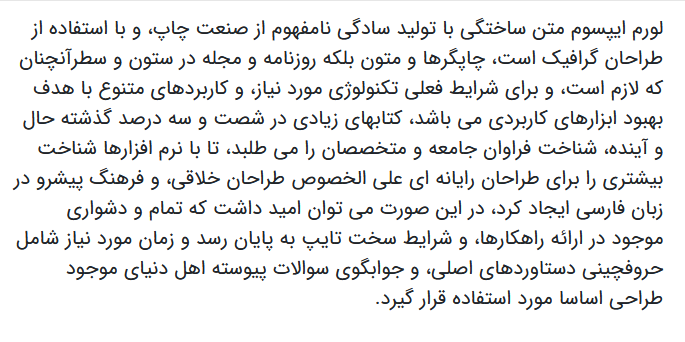 لورم ایپسوم متن ساختگی با تولید سادگی نامفهوم از صنعت چاپ، و با استفاده از
طراحان گرافیک است، چاپگرها و متون بلکه روزنامه و مجله در ستون و سطرآنچنان
که لازم است، و برای شرایط فعلی تکنولوژی مورد نیاز، و کاربردهای متنوع با هدف
بهبود ابزارهای کاربردی می باشد، کتابهای زیادی در شصت و سه درصد گذشته حال
و آینده، شناخت فراوان جامعه و متخصصان را می طلبد، تا با نرم افزارها شناخت
بیشتری را برای طراحان رایانه ای علی الخصوص طراحان خلاقی، و فرهنگ پیشرو در
زبان فارسی ایجاد کرد، در این صورت می توان امید داشت که تمام و دشواری
موجود در ارائه راهکارها، و شرایط سخت تایپ به پایان رسد و زمان مورد نیاز شامل
حروفچینی دستاوردهای اصلی، و جوابگوی سوالات پیوسته اهل دنیای موجود
طراحی اساسا مورد استفاده قرار گیرد.